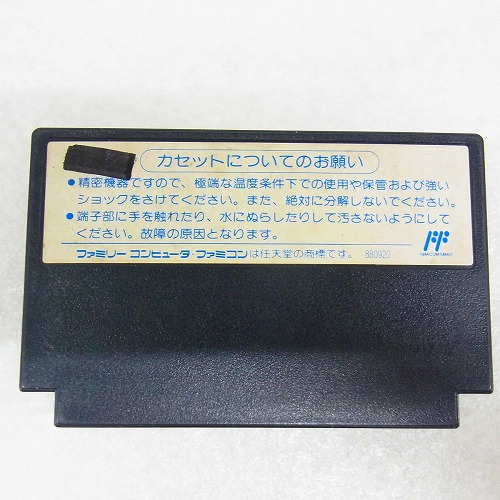 カセットについてのお願い
●精密機器ですので、極端な温度条件下での使用や保管および強い
ショックをさけてください。また、絶対に分解しないでください。
●端子部に手を触れたり、水にぬらしたりして汚さないようにして
ください。故障の原因となります。
FAMICOM FAMILY
ファミリー コンピュータ・ファミコンは任天堂の商標です。 880920